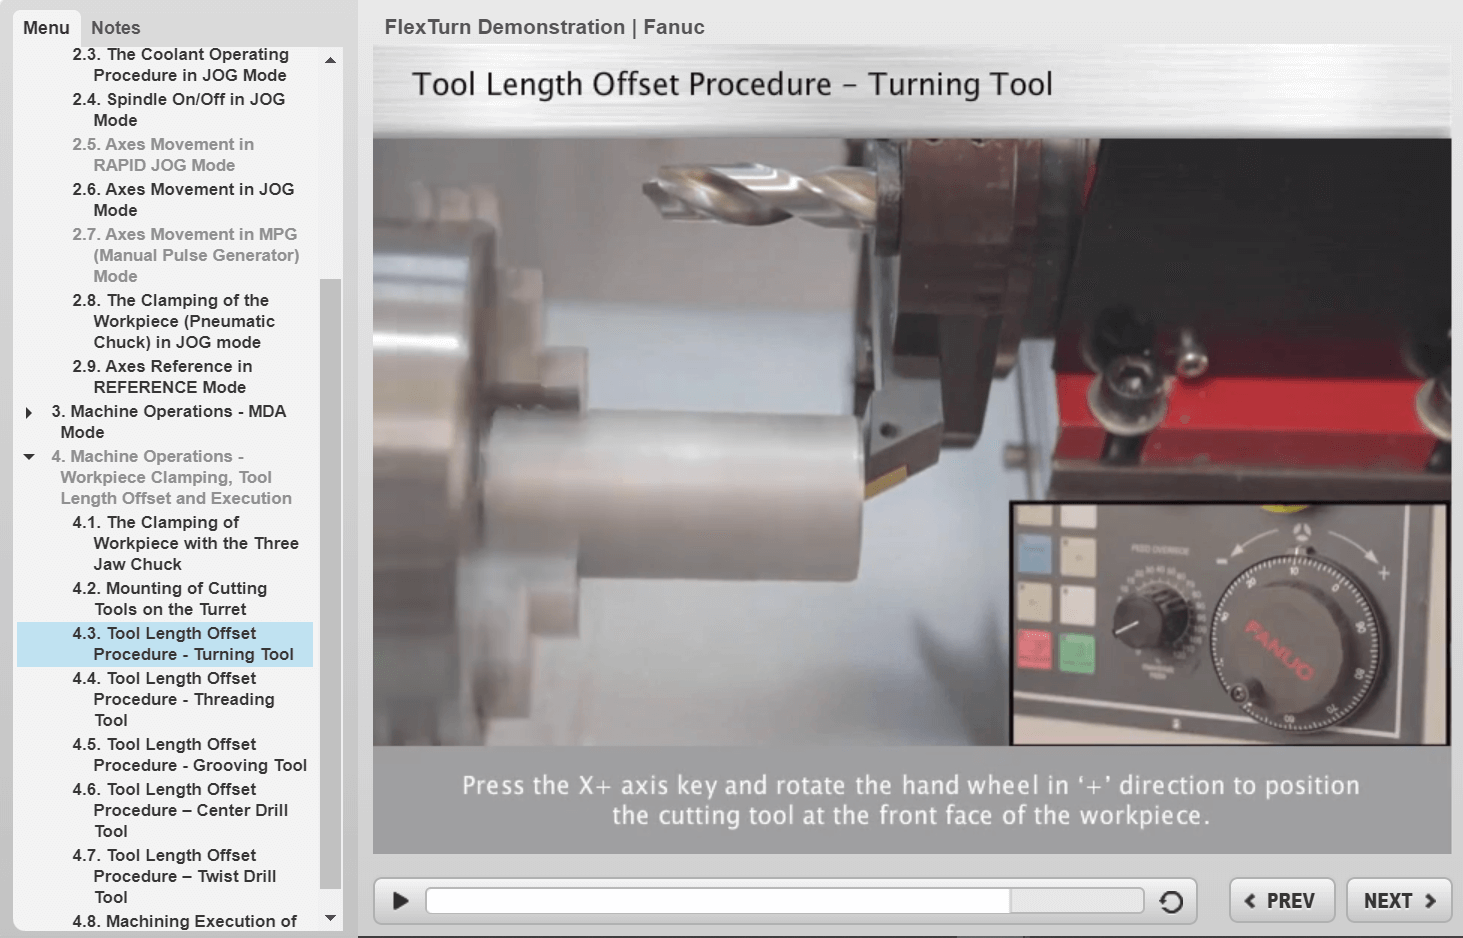 Menu
Notes
2.3. The Coolant Operating
Procedure in JOG Mode
2.4. Spindle On/Off in JOG
Mode
2.5. Axes Movement in
RAPID JOG Mode
2.6. Axes Movement in JOG
Mode
2.7. Axes Movement in MPG
(Manual Pulse Generator)
Mode
2.8. The Clamping of the
Workpiece (Pneumatic
Chuck) in JOG mode
2.9. Axes Reference in
REFERENCE Mode
3. Machine Operations - MDA
Mode
4. Machine Operations -
Workpiece Clamping, Tool
Length Offset and Execution
4.1. The Clamping of
Workpiece with the Three
Jaw Chuck
4.2. Mounting of Cutting
Tools on the Turret
4.3. Tool Length Offset
Procedure - Turning Tool
4.4. Tool Length Offset
Procedure - Threading
Tool
4.5. Tool Length Offset
Procedure - Grooving Tool
4.6. Tool Length Offset
Procedure – Center Drill
Tool
4.7. Tool Length Offset
Procedure – Twist Drill
Tool
4.8. Machining Execution of
FlexTurn Demonstration | Fanuc
Tool Length Offset Procedure – Turning Tool
FEED OVERRIDE
FANUC
Press the X+ axis key and rotate the hand wheel in ‘+’ direction to position
the cutting tool at the front face of the workpiece.
PREV
NEXT